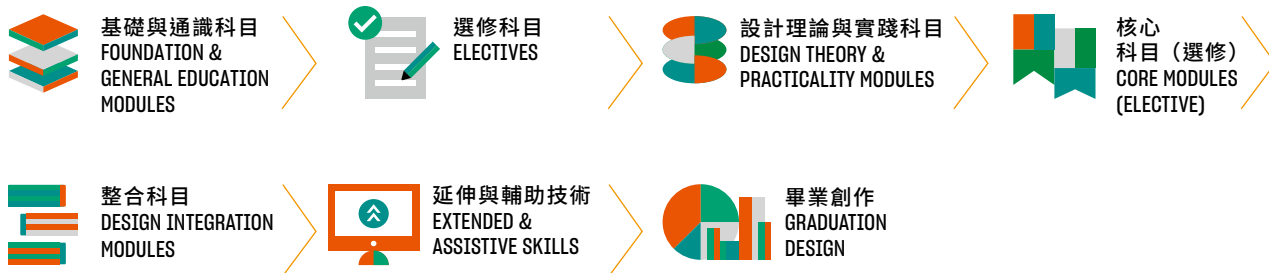 基礎與通識科目
FOUNDATION &
GENERAL EDUCATION
MODULES
選修科目
ELECTIVES
設計理論與實踐科目
DESIGN THEORY &
PRACTICALITY MODULES
核心
科目（選修）
CORE MODULES
(ELECTIVE)
整合科目
DESIGN INTEGRATION
MODULES
延伸與輔助技術
EXTENDED &
ASSISTIVE SKILLS
畢業創作
GRADUATION
DESIGN